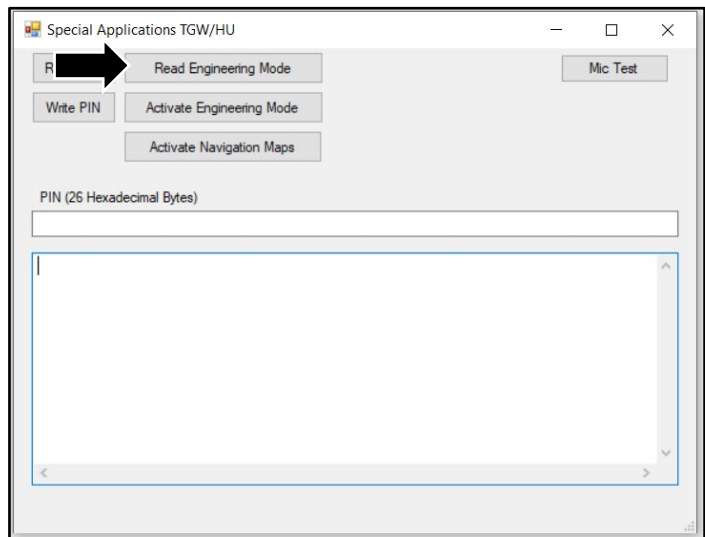 Special Applications TGW/HU
Read Engineering Mode
Mic Test
Write PIN
Activate Engineering Mode
Activate Navigation Maps
PIN (26 Hexadecimal Bytes)